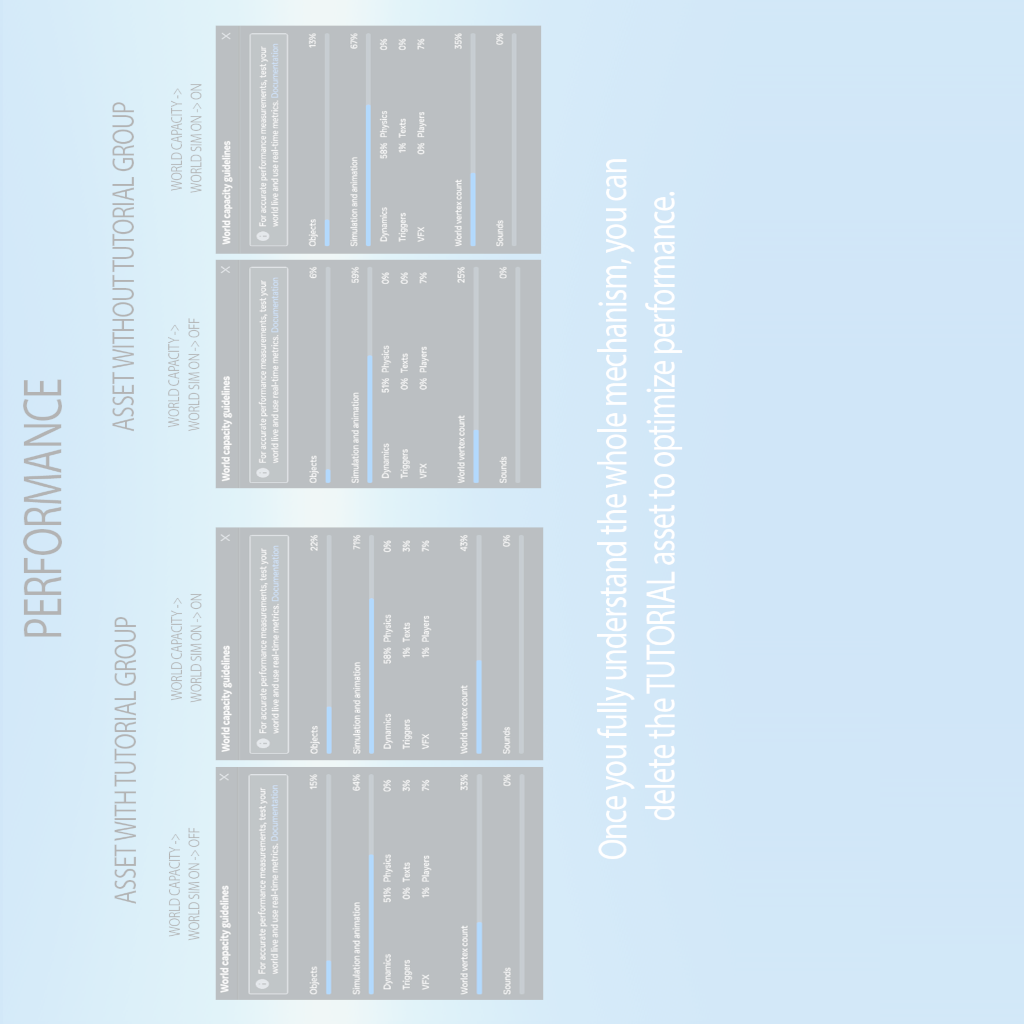 PERFORMANCE
ASSET WITH TUTORIAL GROUP
WORLD CAPACITY ->
WORLD SIM ON -> OFF
World capacity guidelines X
For accurate performance measurements, test your
world live and use real-time metrics. Documentation
Objects 15%
Simulation and animation 64%
Dynamics 51% Physics 0%
Triggers 0% Texts 3%
VFX 1% Players 7%
World vertex count 33%
Sounds 0%
WORLD CAPACITY ->
WORLD SIM ON -> ON
World capacity guidelines X
For accurate performance measurements, test your
world live and use real-time metrics. Documentation
Objects 22%
Simulation and animation 71%
Dynamics 58% Physics 0%
Triggers 1% Texts 3%
VFX 1% Players 7%
World vertex count 43%
Sounds 0%
ASSET WITHOUT TUTORIAL GROUP
WORLD CAPACITY ->
WORLD SIM ON -> OFF
World capacity guidelines X
For accurate performance measurements, test your
world live and use real-time metrics. Documentation
Objects 6%
Simulation and animation 59%
Dynamics 51% Physics 0%
Triggers 0% Texts 0%
VFX 0% Players 7%
World vertex count 25%
Sounds 0%
WORLD CAPACITY ->
WORLD SIM ON -> ON
World capacity guidelines X
For accurate performance measurements, test your
world live and use real-time metrics. Documentation
Objects 13%
Simulation and animation 67%
Dynamics 58% Physics 0%
Triggers 1% Texts 0%
VFX 0% Players 7%
World vertex count 35%
Sounds 0%
Once you fully understand the whole mechanism, you can
delete the TUTORIAL asset to optimize performance.